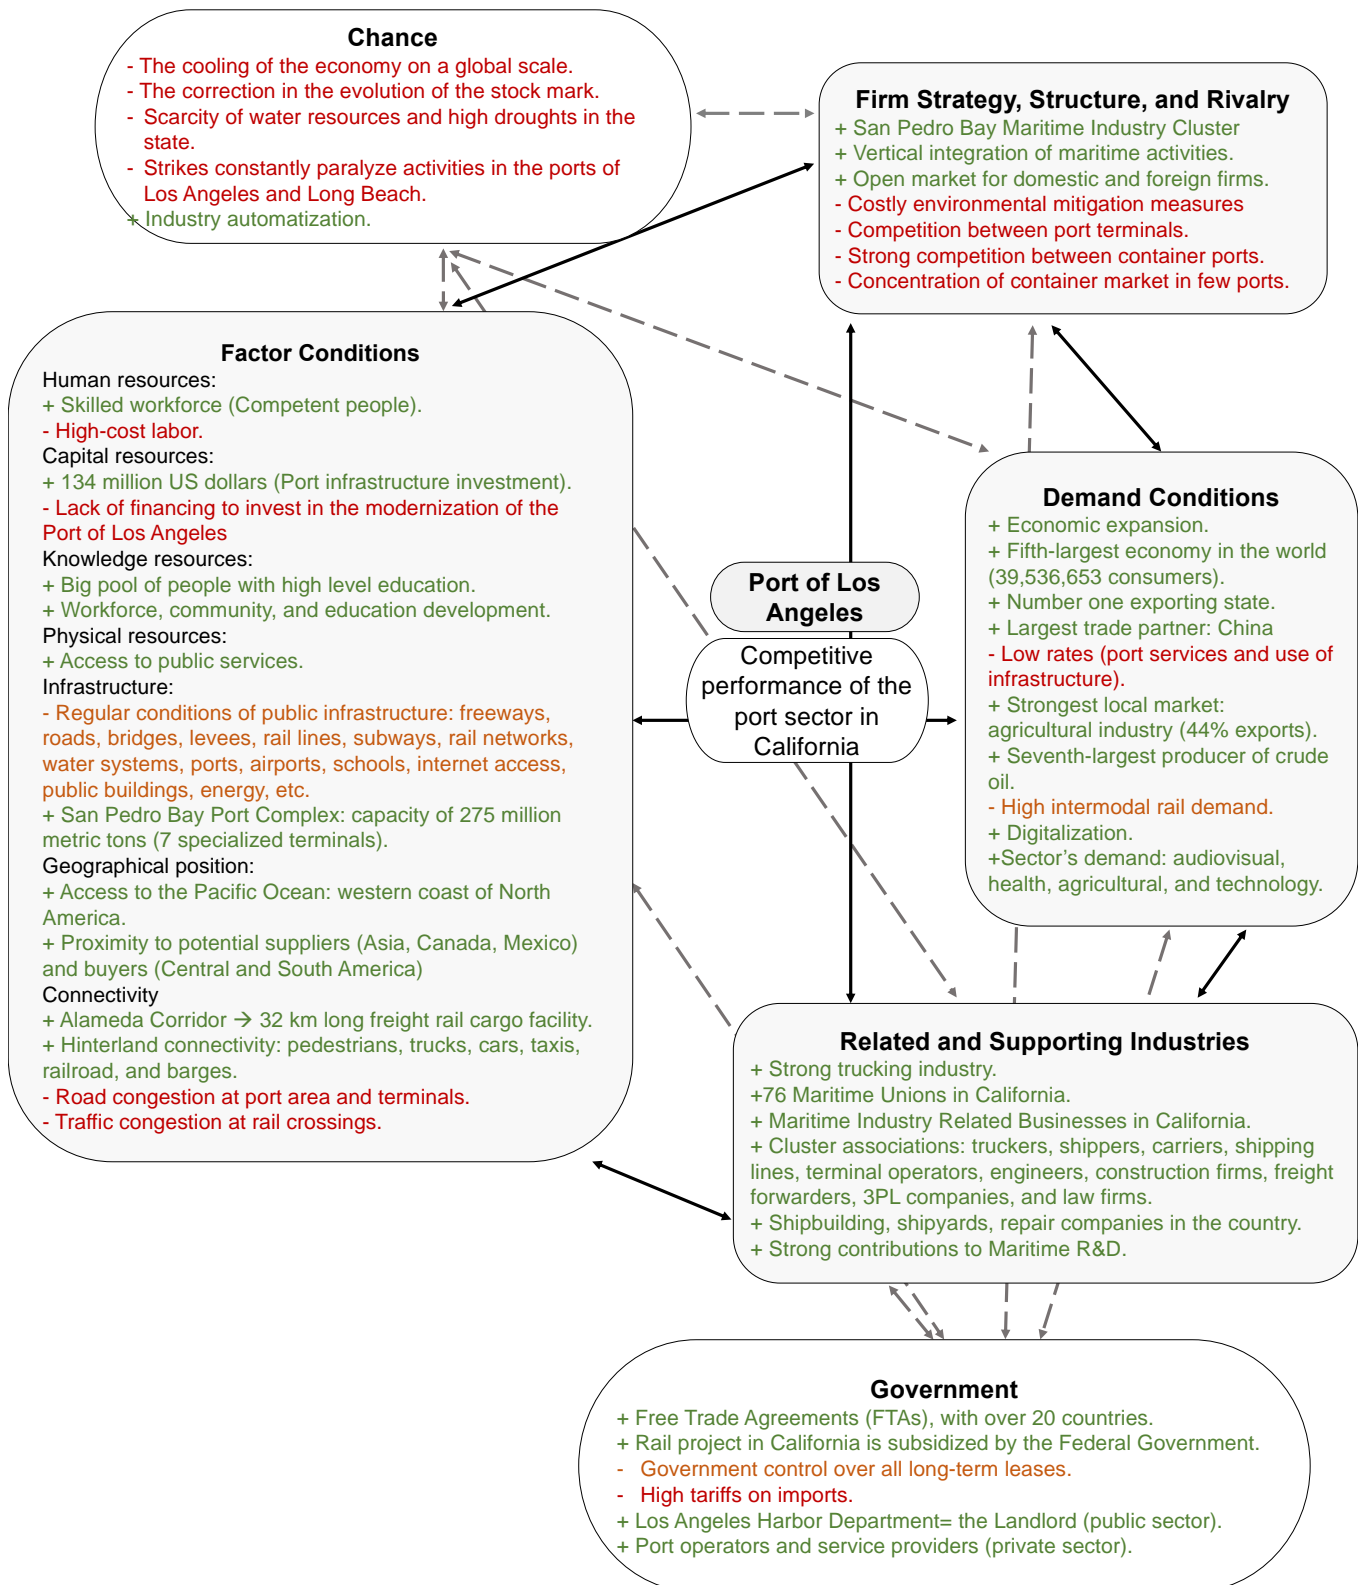 Chance
- The cooling of the economy on a global scale.
- The correction in the evolution of the stock mark.
- Scarcity of water resources and high droughts in the
state.
- Strikes constantly paralyze activities in the ports of
Los Angeles and Long Beach.
+ Industry automatization.
Firm Strategy, Structure, and Rivalry
+ San Pedro Bay Maritime Industry Cluster
+ Vertical integration of maritime activities.
+ Open market for domestic and foreign firms.
- Costly environmental mitigation measures
- Competition between port terminals.
- Strong competition between container ports.
- Concentration of container market in few ports.
Factor Conditions
Human resources:
+ Skilled workforce (Competent people).
- High-cost labor.
Capital resources:
+ 134 million US dollars (Port infrastructure investment).
- Lack of financing to invest in the modernization of the
Port of Los Angeles
Knowledge resources:
+ Big pool of people with high level education.
+ Workforce, community, and education development.
Physical resources:
+ Access to public services.
Infrastructure:
- Regular conditions of public infrastructure: freeways,
roads, bridges, levees, rail lines, subways, rail networks,
water systems, ports, airports, schools, internet access,
public buildings, energy, etc.
+ San Pedro Bay Port Complex: capacity of 275 million
metric tons (7 specialized terminals).
Geographical position:
+ Access to the Pacific Ocean: western coast of North
America.
+ Proximity to potential suppliers (Asia, Canada, Mexico)
and buyers (Central and South America)
Connectivity
+ Alameda Corridor → 32 km long freight rail cargo facility.
+ Hinterland connectivity: pedestrians, trucks, cars, taxis,
railroad, and barges.
- Road congestion at port area and terminals.
- Traffic congestion at rail crossings.
Port of Los
Angeles
Competitive
performance of the
port sector in
California
Demand Conditions
+ Economic expansion.
+ Fifth-largest economy in the world
(39,536,653 consumers).
+ Number one exporting state.
+ Largest trade partner: China
- Low rates (port services and use of
infrastructure).
+ Strongest local market:
agricultural industry (44% exports).
+ Seventh-largest producer of crude
oil.
- High intermodal rail demand.
+ Digitalization.
+Sector's demand: audiovisual,
health, agricultural, and technology.
Related and Supporting Industries
+ Strong trucking industry.
+76 Maritime Unions in California.
+ Maritime Industry Related Businesses in California.
+ Cluster associations: truckers, shippers, carriers, shipping
lines, terminal operators, engineers, construction firms, freight
forwarders, 3PL companies, and law firms.
+ Shipbuilding, shipyards, repair companies in the country.
+ Strong contributions to Maritime R&D.
Government
+ Free Trade Agreements (FTAs), with over 20 countries.
+ Rail project in California is subsidized by the Federal Government.
- Government control over all long-term leases.
- High tariffs on imports.
+ Los Angeles Harbor Department= the Landlord (public sector).
+ Port operators and service providers (private sector).